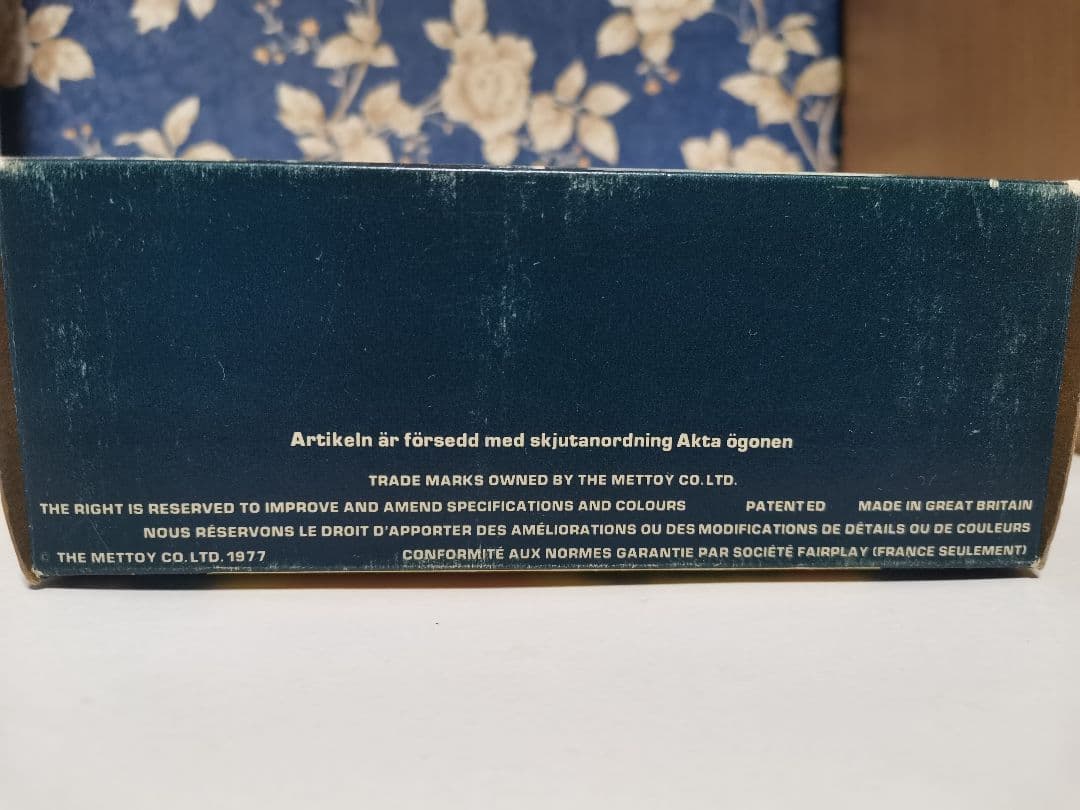 Artikeln är försedd med skjutanordning Akta ögonen
TRADE MARKS OWNED BY THE METTOY CO. LTD.
THE RIGHT IS RESERVED TO IMPROVE AND AMEND SPECIFICATIONS AND COLOURS PATENTED MADE IN GREAT BRITAIN
NOUS RÉSERVONS LE DROIT D'APPORTER DES AMÉLIORATIONS OU DES MODIFICATIONS DE DÉTAILS OU DE COULEURS
© THE METTOY CO. LTD. 1977 CONFORMITÉ AUX NORMES GARANTIE PAR SOCIÉTÉ FAIRPLAY (FRANCE SEULEMENT)